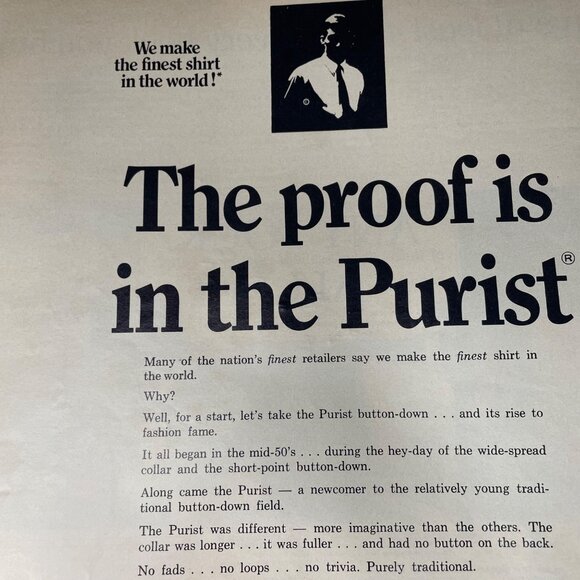 We make
the finest shirt
in the world!*
©
The proof is
in the Purist®
Many of the nation's finest retailers say we make the finest shirt in
the world.
Why?
Well, for a start, let's take the Purist button-down . . . and its rise to
fashion fame.
It all began in the mid-50's . . . during the hey-day of the wide-spread
collar and the short-point button-down.
Along came the Purist — a newcomer to the relatively young tradi-
tional button-down field.
The Purist was different — more imaginative than the others. The
collar was longer . . . it was fuller . . . and had no button on the back.
No fads . . . no loops . . . no trivia. Purely traditional.